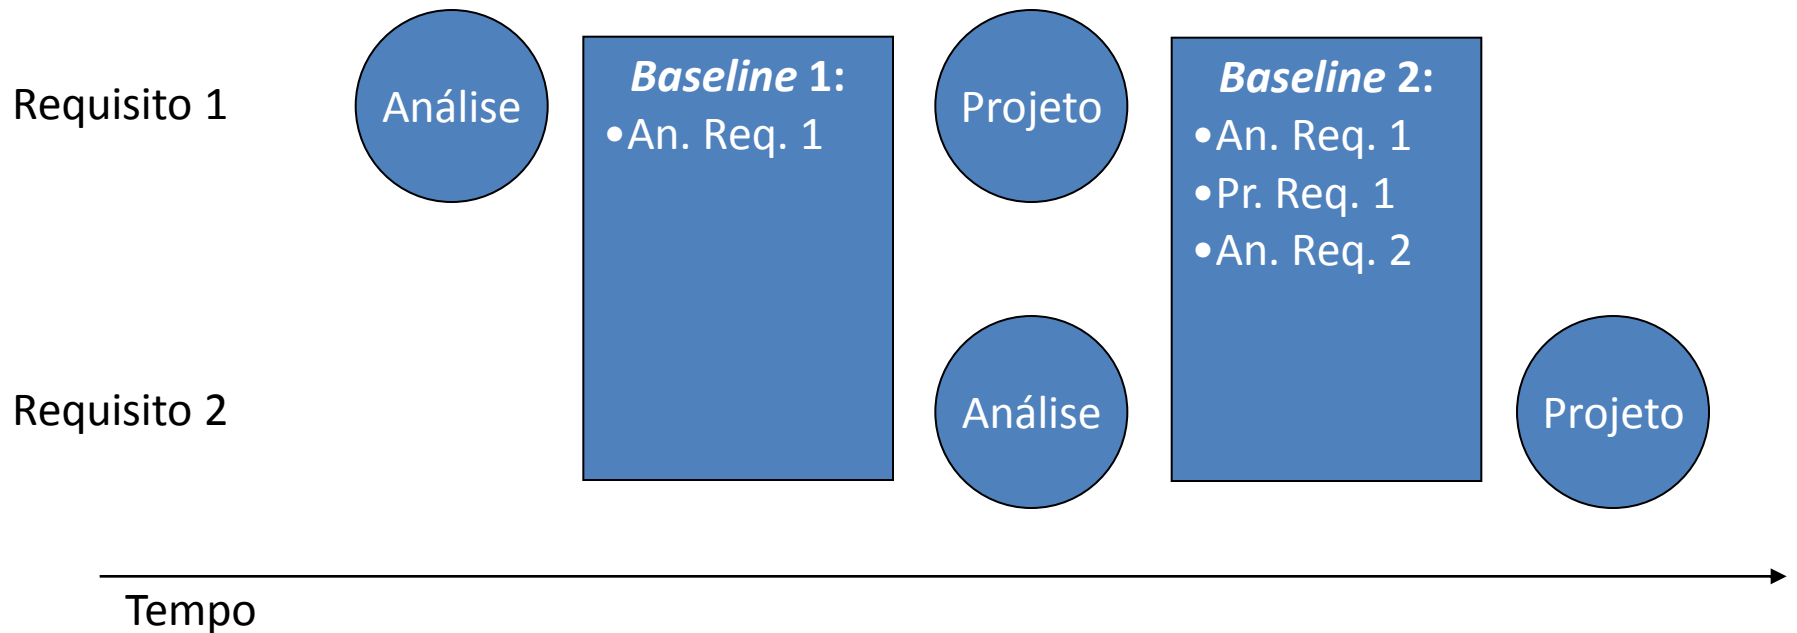 Requisito 1
Análise
Baseline 1:
•An. Req. 1
Projeto
Baseline 2:
•An. Req. 1
•Pr. Req. 1
•An. Req. 2
Requisito 2
Análise
Projeto
Tempo